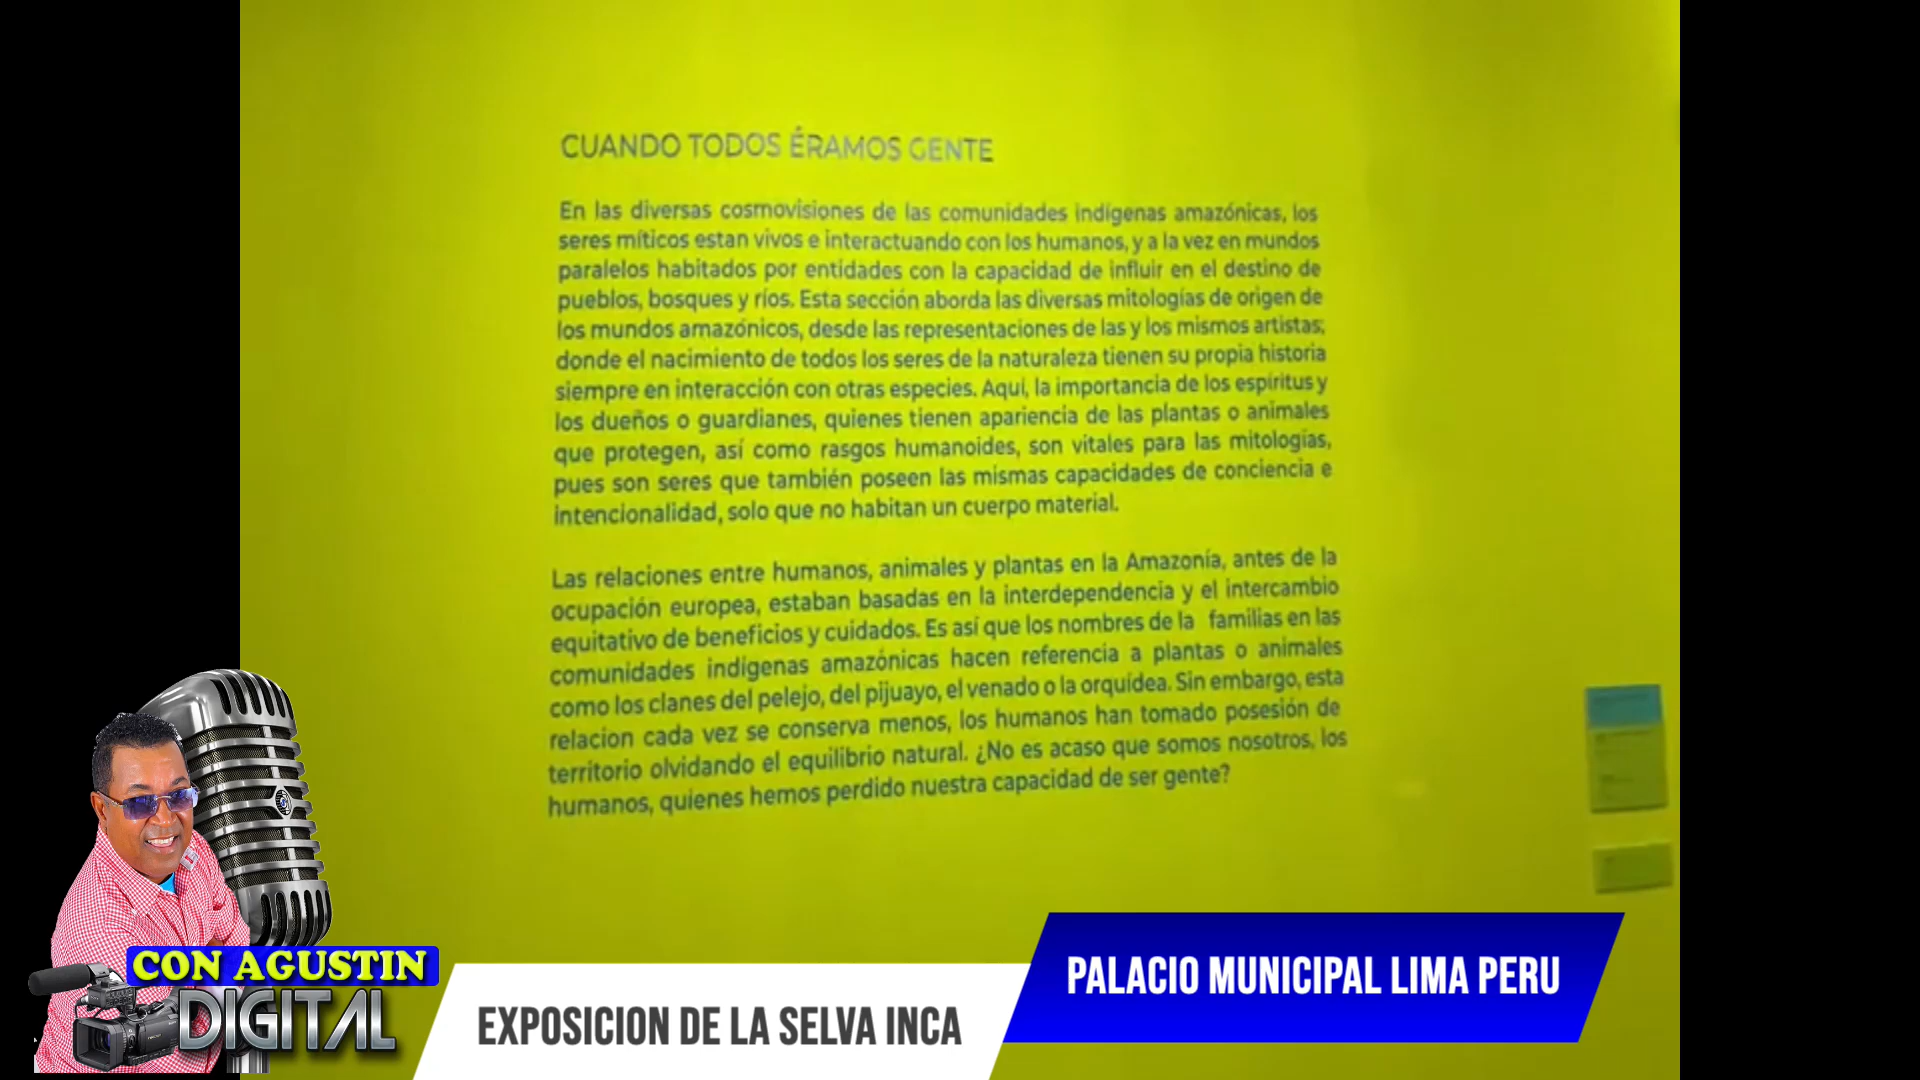 CUANDO TODOS ÉRAMOS GENTE
En las diversas cosmovisiones de las comunidades indígenas amazónicas, los
seres míticos estan vivos e interactuando con los humanos, y a la vez en mundos
paralelos habitados por entidades con la capacidad de influir en el destino de
pueblos, bosques y ríos. Esta sección aborda las diversas mitologías de origen de
los mundos amazónicos, desde las representaciones de las y los mismos artistas;
donde el nacimiento de todos los seres de la naturaleza tienen su propia historia
siempre en interacción con otras especies. Aquí, la importancia de los espíritus y
los dueños o guardianes, quienes tienen apariencia de las plantas o animales
que protegen, así como rasgos humanoides, son vitales para las mitologías,
pues son seres que también poseen las mismas capacidades de conciencia e
intencionalidad, solo que no habitan un cuerpo material.
Las relaciones entre humanos, animales y plantas en la Amazonía, antes de la
ocupación europea, estaban basadas en la interdependencia y el intercambio
equitativo de beneficios y cuidados. Es así que los nombres de la familias en las
comunidades indígenas amazónicas hacen referencia a plantas o animales
como los clanes del pelejo, del pijuayo, el venado o la orquídea. Sin embargo, esta
relacion cada vez se conserva menos, los humanos han tomado posesión de
territorio olvidando el equilibrio natural. ¿No es acaso que somos nosotros, los
humanos, quienes hemos perdido nuestra capacidad de ser gente?
CON AGUSTIN
DIGITAL
EXPOSICION DE LA SELVA INCA
PALACIO MUNICIPAL LIMA PERU